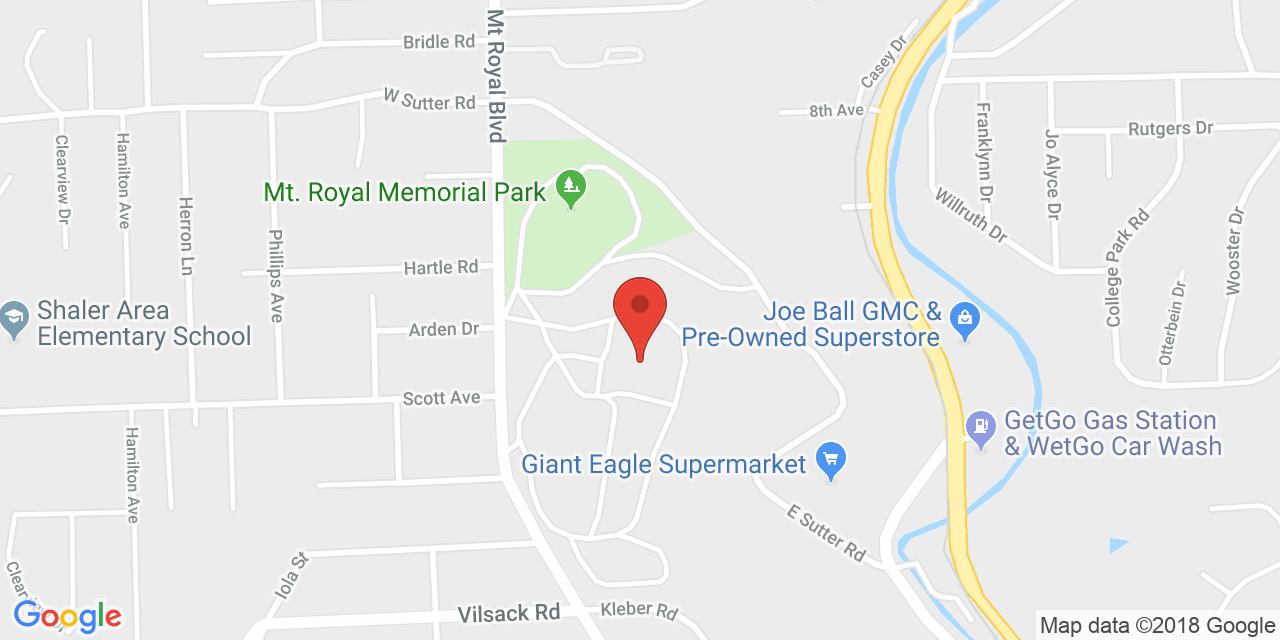 Mt Royal Blvd
Bridle Rd
Casey Dr
W Sutter Rd
8th Ave
Rutgers Dr
Clearview Dr
Hamilton Ave
Franklynn Dr
Jo Alyce Dr
Mt. Royal Memorial Park
Herron Ln
Phillips Ave
Willruth Dr
College Park Rd
Wooster Dr
Hartle Rd
Otterbein Dr
Shaler Area
Elementary School
Arden Dr
Joe Ball GMC &
Pre-Owned Superstore
Scott Ave
Hamilton Ave
GetGo Gas Station
& WetGo Car Wash
Giant Eagle Supermarket
E Sutter Rd
Iola St
Clearview Dr
Vilsack Rd
Kleber Rd
Google
Map data ©2018 Google